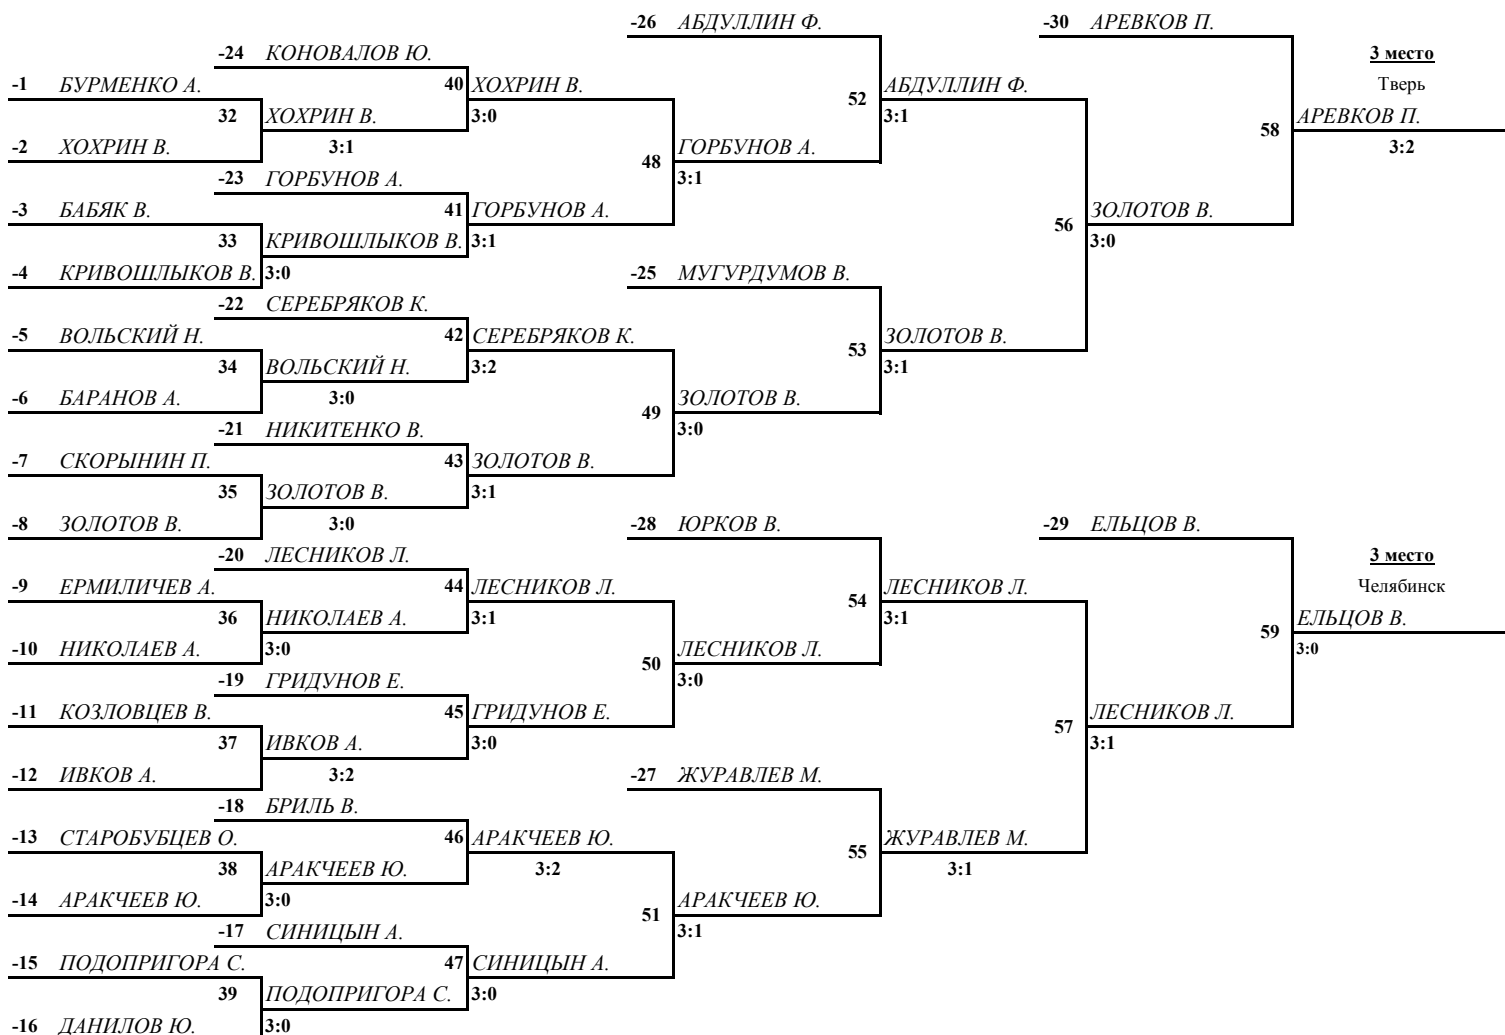 -26 АБДУЛЛИН Ф. -30 АРЕВКОВ П.
-24 КОНОВАЛОВ Ю. 3 место
-1 БУРМЕНКО А. 40 ХОХРИН В. 52 АБДУЛЛИН Ф. Тверь
32 ХОХРИН В. 3:0 3:1 58 АРЕВКОВ П.
-2 ХОХРИН В. 3:1 48 ГОРБУНОВ А. 3:2
-23 ГОРБУНОВ А. 3:1
-3 БАБЯК В. 41 ГОРБУНОВ А. 56 ЗОЛОТОВ В.
33 КРИВОШЛЫКОВ В. 3:1 3:0
-4 КРИВОШЛЫКОВ В. 3:0 -25 МУГУРДУМОВ В.
-22 СЕРЕБРЯКОВ К.
-5 ВОЛЬСКИЙ Н. 42 СЕРЕБРЯКОВ К. 53 ЗОЛОТОВ В.
34 ВОЛЬСКИЙ Н. 3:2 3:1
-6 БАРАНОВ А. 3:0 49 ЗОЛОТОВ В.
-21 НИКИТЕНКО В. 3:0
-7 СКОРЫНИН П. 43 ЗОЛОТОВ В.
35 ЗОЛОТОВ В. 3:1
-8 ЗОЛОТОВ В. 3:0 -28 ЮРКОВ В. -29 ЕЛЬЦОВ В.
-20 ЛЕСНИКОВ Л. 3 место
-9 ЕРМИЛИЧЕВ А. 44 ЛЕСНИКОВ Л. 54 ЛЕСНИКОВ Л. Челябинск
36 НИКОЛАЕВ А. 3:1 3:1 59 ЕЛЬЦОВ В.
-10 НИКОЛАЕВ А. 3:0 50 ЛЕСНИКОВ Л. 3:0
-19 ГРИДУНОВ Е. 3:0
-11 КОЗЛОВЦЕВ В. 45 ГРИДУНОВ Е. 57 ЛЕСНИКОВ Л.
37 ИВКОВ А. 3:0 3:1
-12 ИВКОВ А. 3:2 -27 ЖУРАВЛЕВ М.
-18 БРИЛЬ В.
-13 СТАРОБУБЦЕВ О. 46 АРАКЧЕЕВ Ю. 55 ЖУРАВЛЕВ М.
38 АРАКЧЕЕВ Ю. 3:2 3:1
-14 АРАКЧЕЕВ Ю. 3:0 51 АРАКЧЕЕВ Ю.
-17 СИНИЦЫН А. 3:1
-15 ПОДОПРИГОРА С. 47 СИНИЦЫН А.
39 ПОДОПРИГОРА С. 3:0
-16 ДАНИЛОВ Ю. 3:0